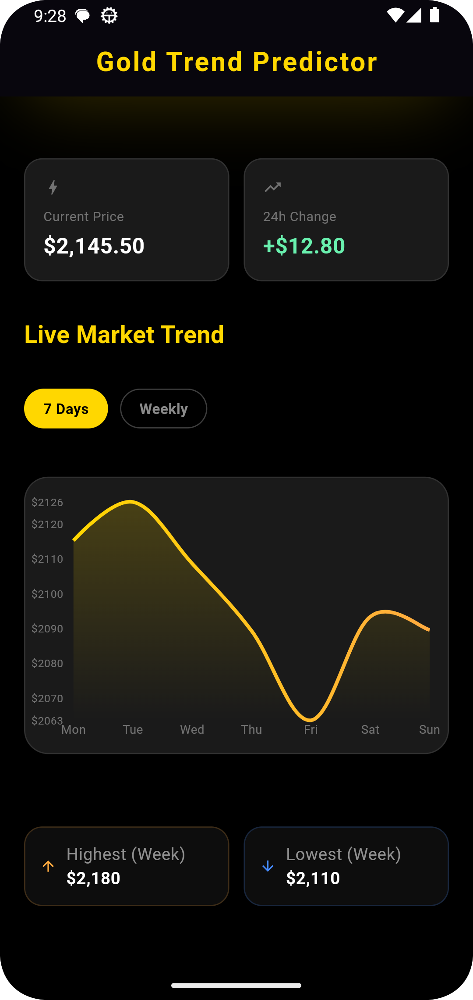 9:28
Gold Trend Predictor
Current Price
$2,145.50
24h Change
+$12.80
Live Market Trend
7 Days
Weekly
$2126
$2120
$2110
$2100
$2090
$2080
$2070
$2063
Mon Tue Wed Thu Fri Sat Sun
Highest (Week)
$2,180
Lowest (Week)
$2,110